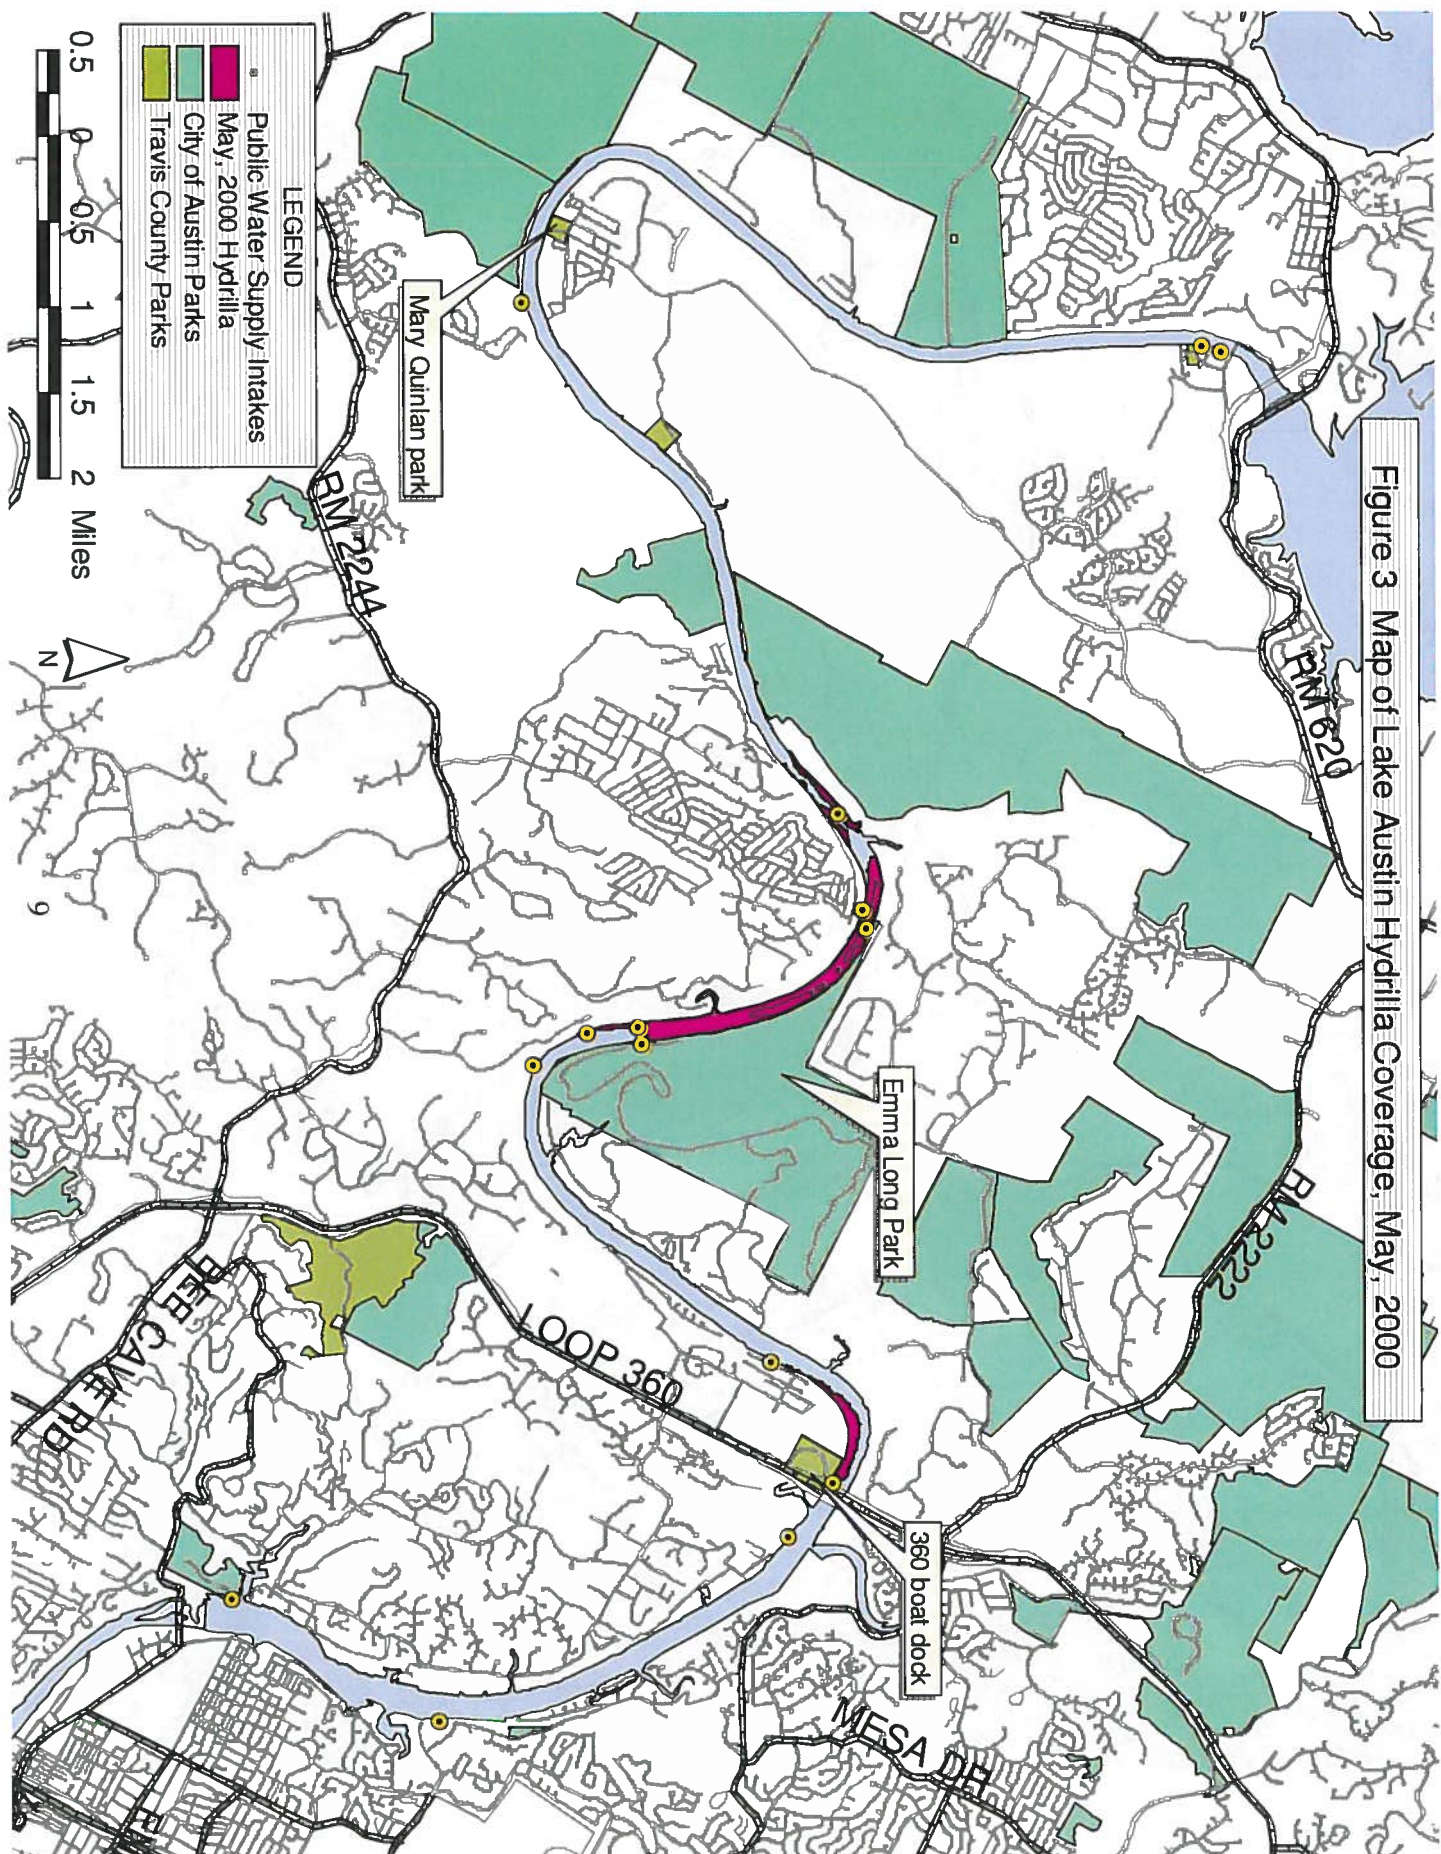 Figure 3 Map of Lake Austin Hydrilla Coverage, May, 2000
RM 620
RM 2222
Emma Long Park
360 boat dock
MESA DR
LOOP 360
Mary Quinlan park
RM 2244
BEE CAVE RD
LEGEND
Public Water Supply Intakes
May, 2000 Hydrilla
City of Austin Parks
Travis County Parks
0.5 0 0.5 1 1.5 2 Miles
N
9